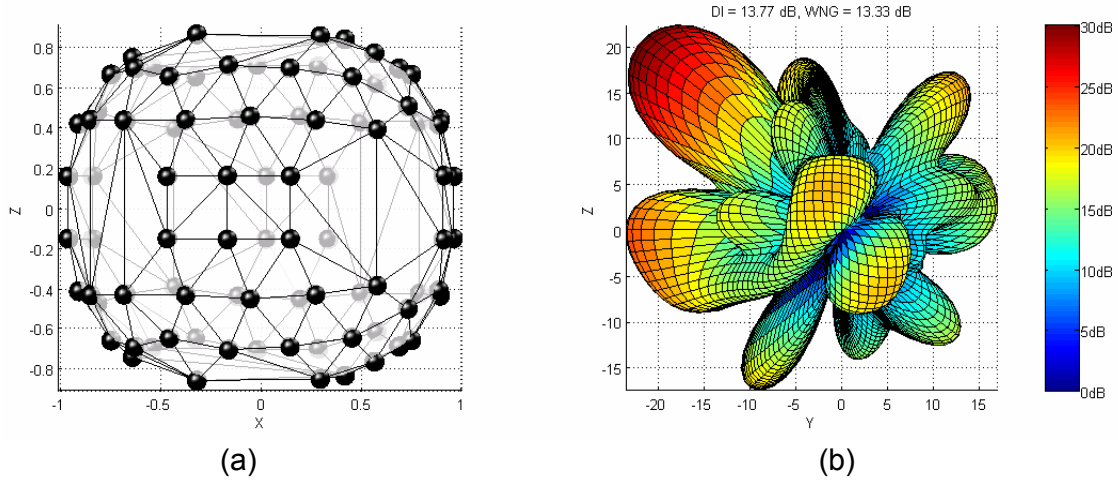 DI = 13.77 dB, WNG = 13.33 dB
0.8
0.6
0.4
0.2
0
-0.2
-0.4
-0.6
-0.8
Z
-1
-0.5
0
0.5
1
X
(a)
20
15
10
5
0
-5
-10
-15
Z
-20
-15
-10
-5
0
5
10
15
Y
(b)
30dB
25dB
20dB
15dB
10dB
5dB
0dB